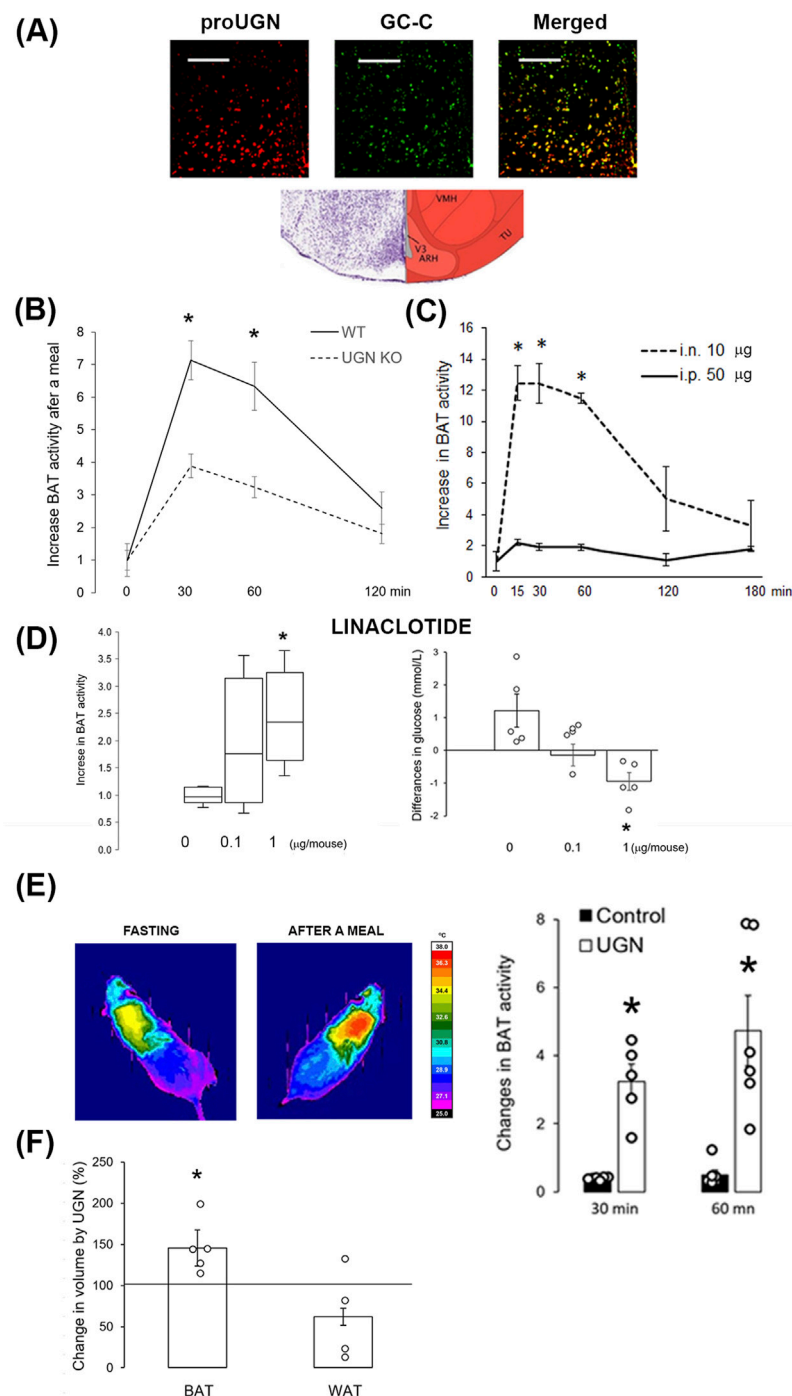 (A)
proUGN
GC-C
Merged
VMH
V3
ARH
TU
(B)
Increase BAT activity afer a meal
8
7
6
5
4
3
2
1
0
*
*
WT
UGN KO
0
30
60
120 min
(C)
Increase in BAT activity
16
14
12
10
8
6
4
2
0
*
*
*
i.n. 10 μg
i.p. 50 μg
0
15
30
60
120
180
min
(D)
LINACLOTIDE
Increse in BAT activity
4.0
3.5
3.0
2.5
2.0
1.5
1.0
0.5
0.0
*
0
0.1
1
(μg/mouse)
Differances in glucose (mmol/L)
3
2
1
0
-1
-2
*
0
0.1
1 (μg/mouse)
(E)
FASTING
AFTER A MEAL
°C
38.0
36.3
34.4
32.6
30.8
28.9
27.1
25.0
Changes in BAT activity
8
6
4
2
0
Control
UGN
*
*
30 min
60 mn
(F)
Change in volume by UGN (%)
250
200
150
100
50
0
*
BAT
WAT